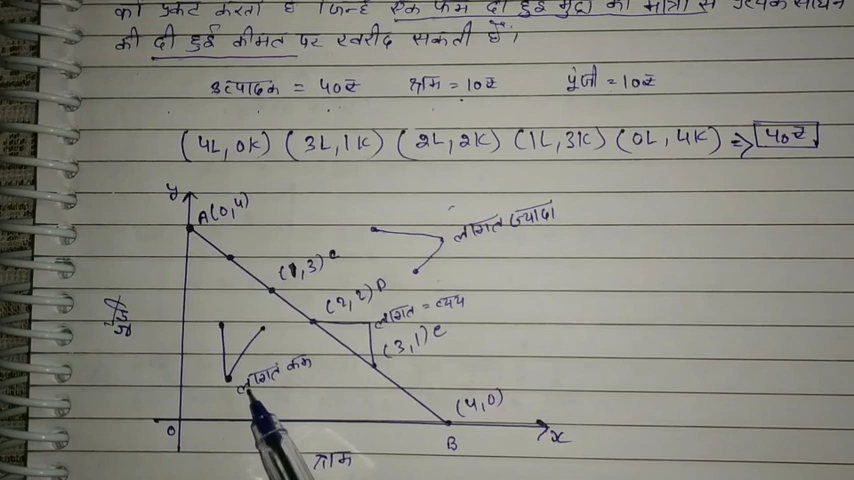 को प्रकट करती है जिन्हें एक फर्म दी हुई मुद्रा की मात्रा से प्रत्येक साधन
की दी हुई कीमत पर खरीद सकती हैं।
उत्पादक = 40₹ श्रम = 10₹ पूंजी = 10₹
(4L, 0K) (3L, 1K) (2L, 2K) (1L, 3K) (0L, 4K) => 40₹
y
A(0, 4)
लागत ज्यादा
(1, 3) C
(2, 2) D
लागत = व्यय
पूंजी
(3, 1) E
लागत कम
(4, 0)
O
B
x
श्रम